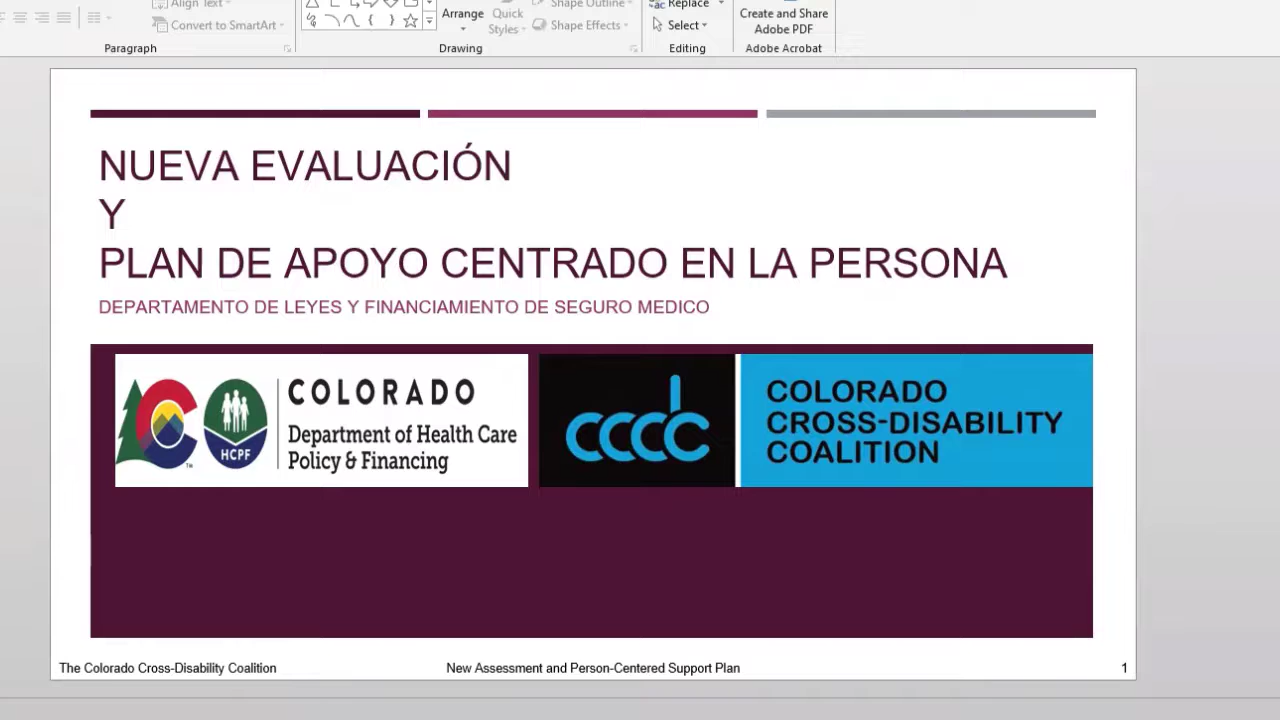 Align Text
Convert to SmartArt
Paragraph
Arrange
Quick
Styles
Shape Outline
Shape Effects
Drawing
Replace
Select
Editing
Create and Share
Adobe PDF
Adobe Acrobat
NUEVA EVALUACIÓN
Y
PLAN DE APOYO CENTRADO EN LA PERSONA
DEPARTAMENTO DE LEYES Y FINANCIAMIENTO DE SEGURO MEDICO
HCPF
TM
COLORADO
Department of Health Care
Policy & Financing
cccdc
COLORADO
CROSS-DISABILITY
COALITION
The Colorado Cross-Disability Coalition
New Assessment and Person-Centered Support Plan
1